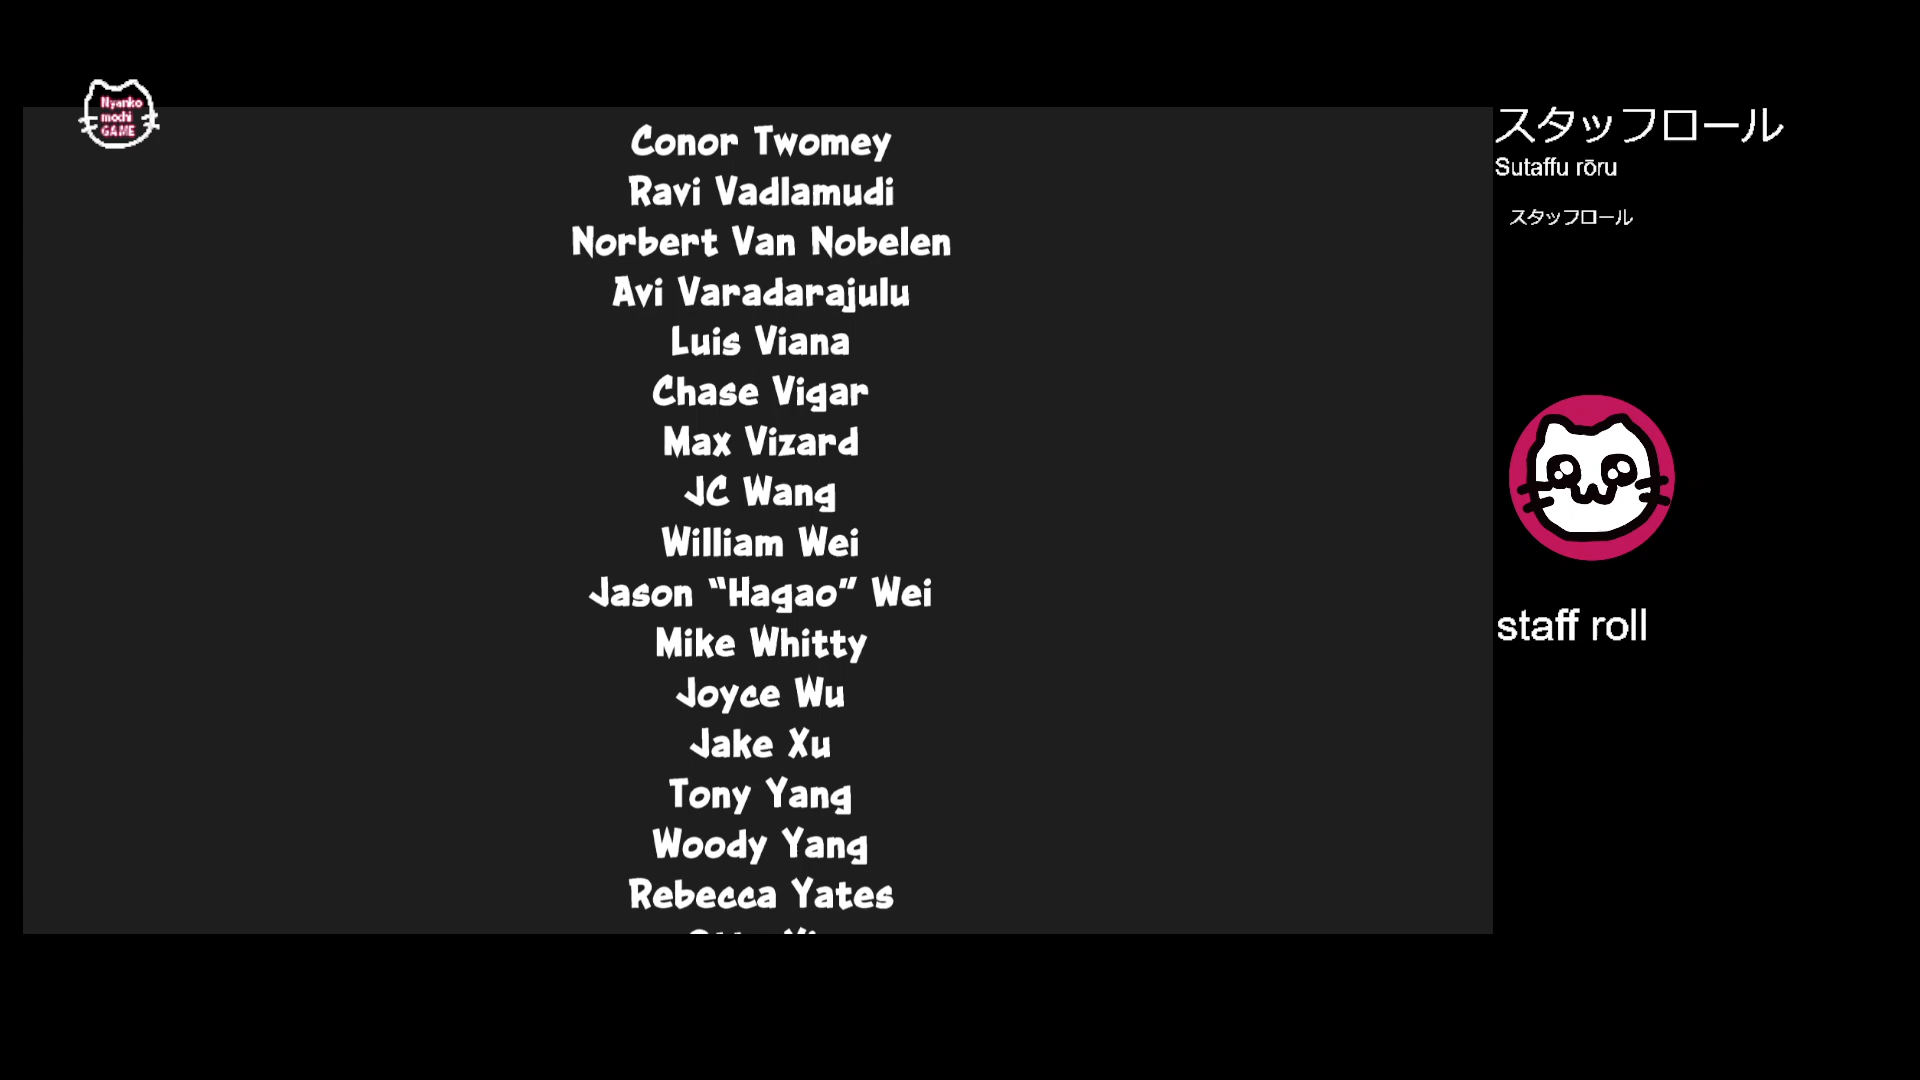 Nyanko
mochi
GAME
Conor Twomey
Ravi Vadlamudi
Norbert Van Nobelen
Avi Varadarajulu
Luis Viana
Chase Vigar
Max Vizard
JC Wang
William Wei
Jason “Hagao” Wei
Mike Whitty
Joyce Wu
Jake Xu
Tony Yang
Woody Yang
Rebecca Yates
スタッフロール
Sutaffu rōru
スタッフロール
staff roll